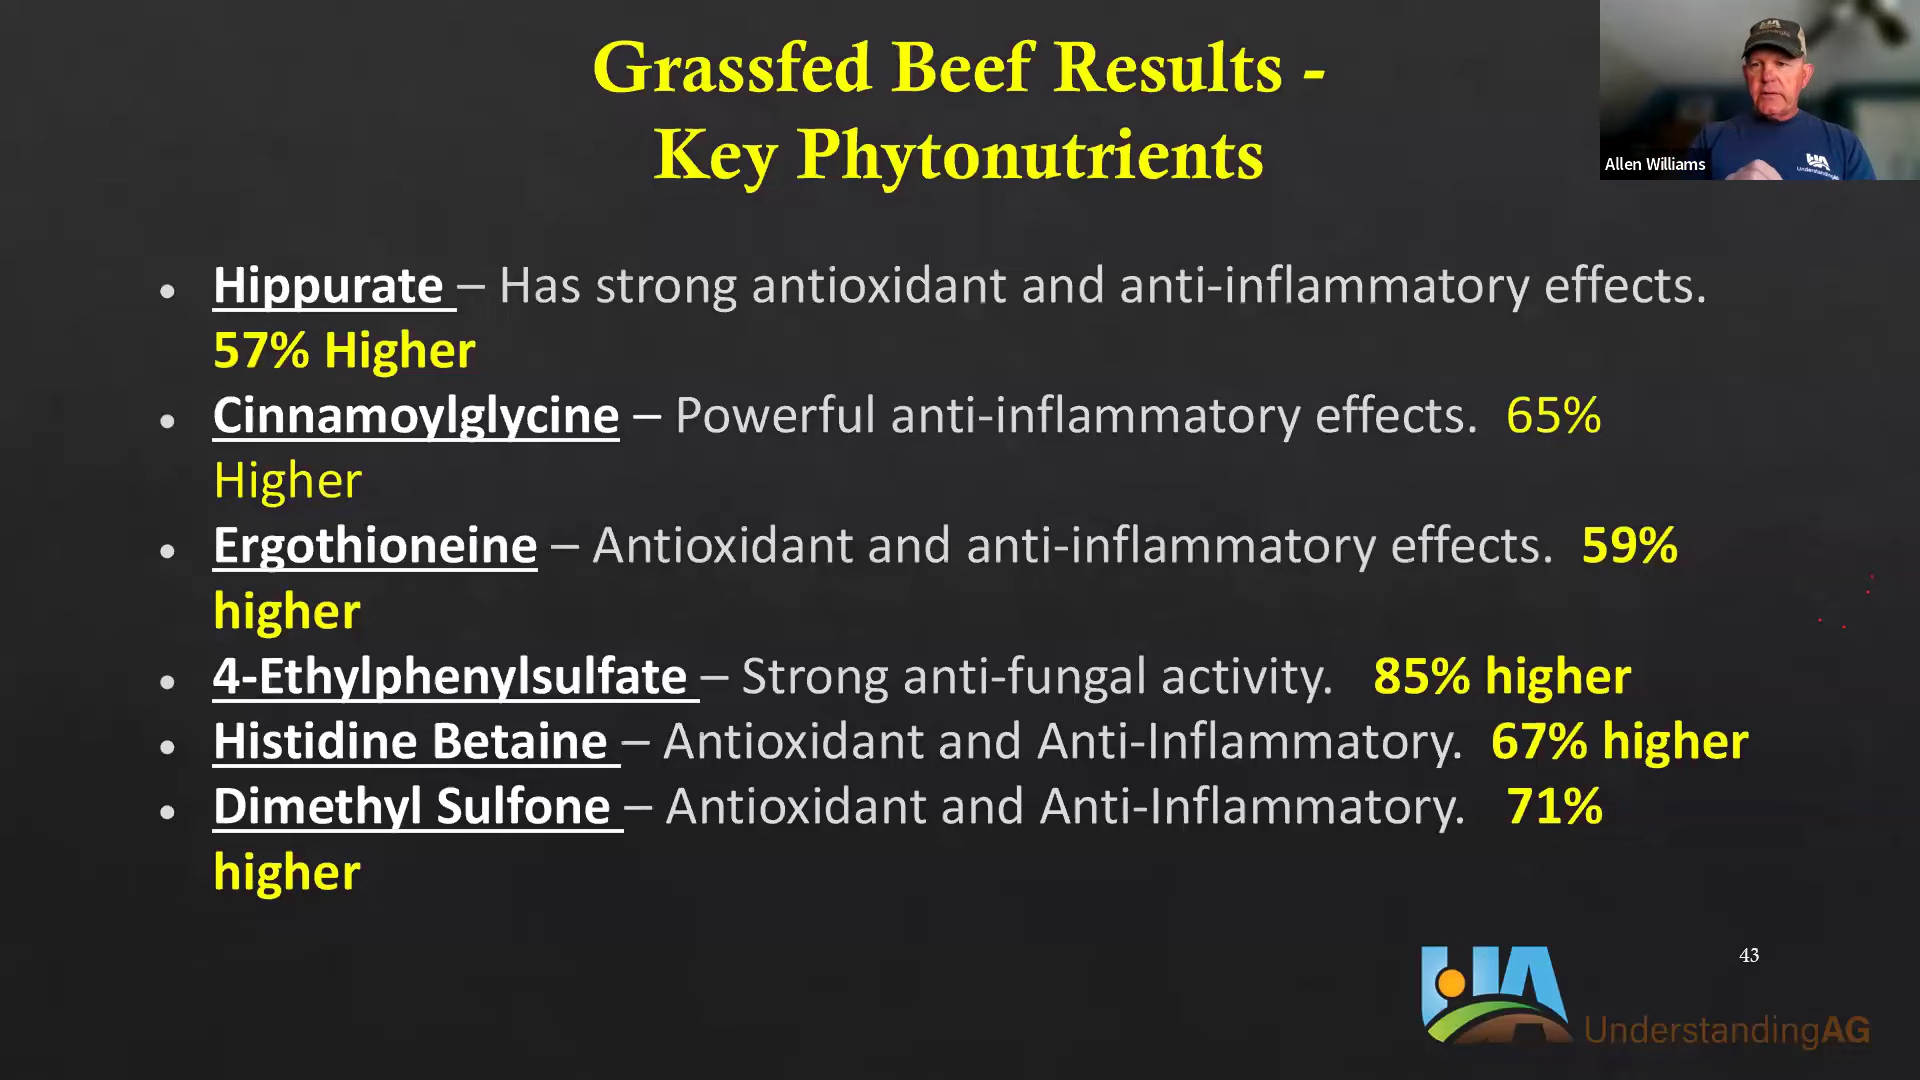 Grassfed Beef Results -
Key Phytonutrients
Allen Williams
• Hippurate – Has strong antioxidant and anti-inflammatory effects.
57% Higher
• Cinnamoylglycine – Powerful anti-inflammatory effects. 65%
Higher
• Ergothioneine – Antioxidant and anti-inflammatory effects. 59%
higher
• 4-Ethylphenylsulfate – Strong anti-fungal activity. 85% higher
• Histidine Betaine – Antioxidant and Anti-Inflammatory. 67% higher
• Dimethyl Sulfone – Antioxidant and Anti-Inflammatory. 71%
higher
43
UA
UnderstandingAG
UA
UnderstandingAG